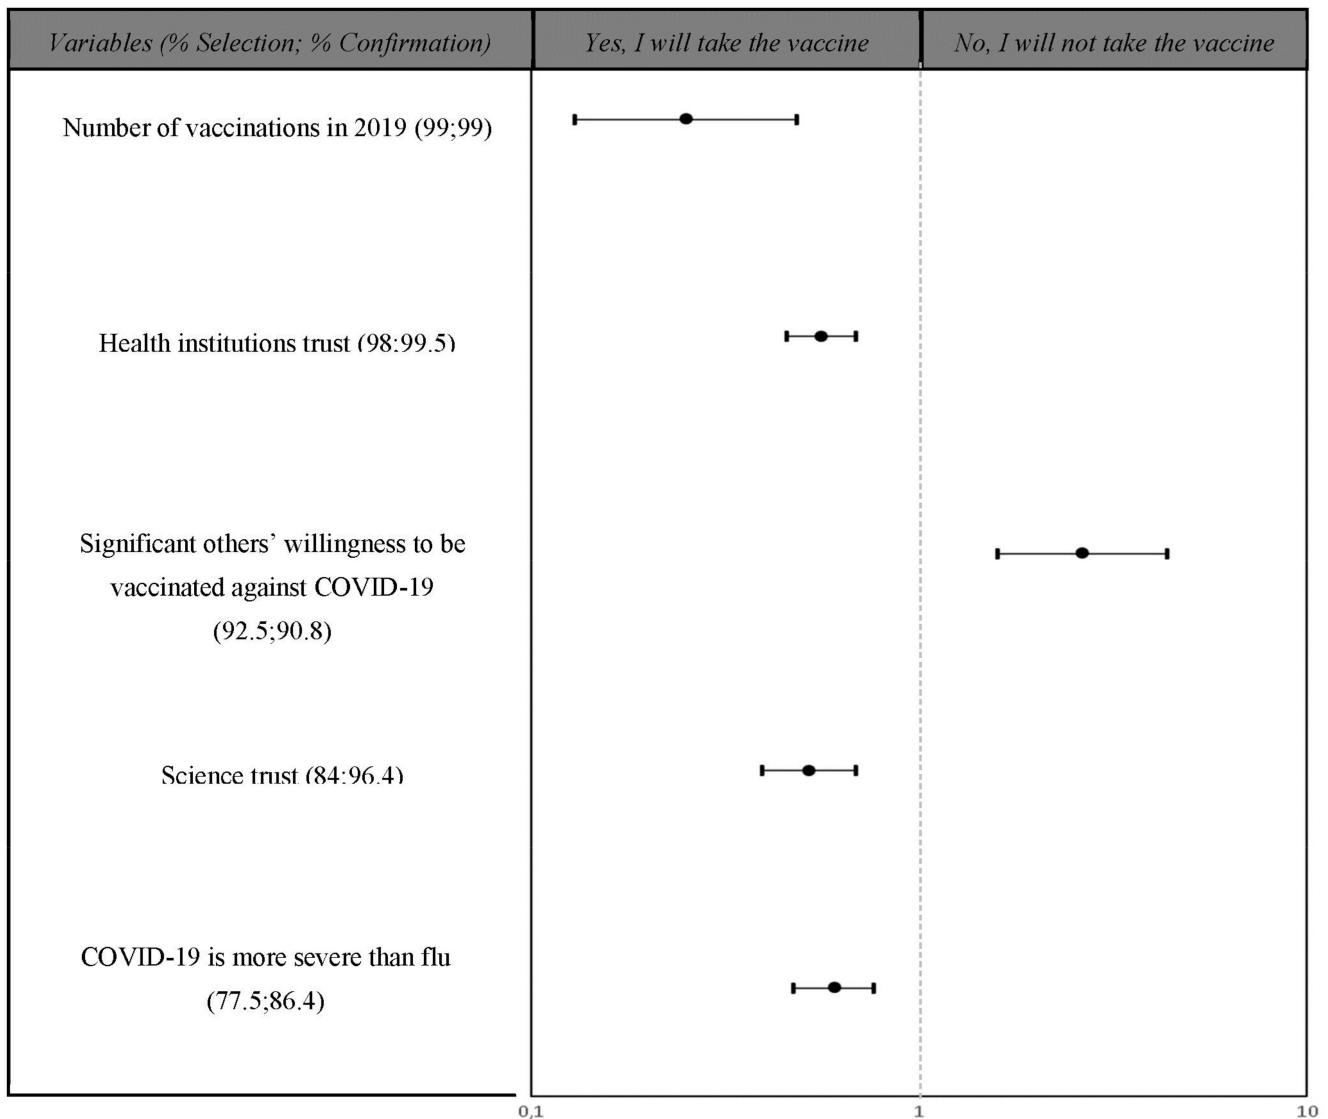 Variables (% Selection; % Confirmation)
Yes, I will take the vaccine
No, I will not take the vaccine
Number of vaccinations in 2019 (99;99)
Health institutions trust (98;99.5)
Significant others’ willingness to be
vaccinated against COVID-19
(92.5;90.8)
Science trust (84;96.4)
COVID-19 is more severe than flu
(77.5;86.4)
0,1
1
10